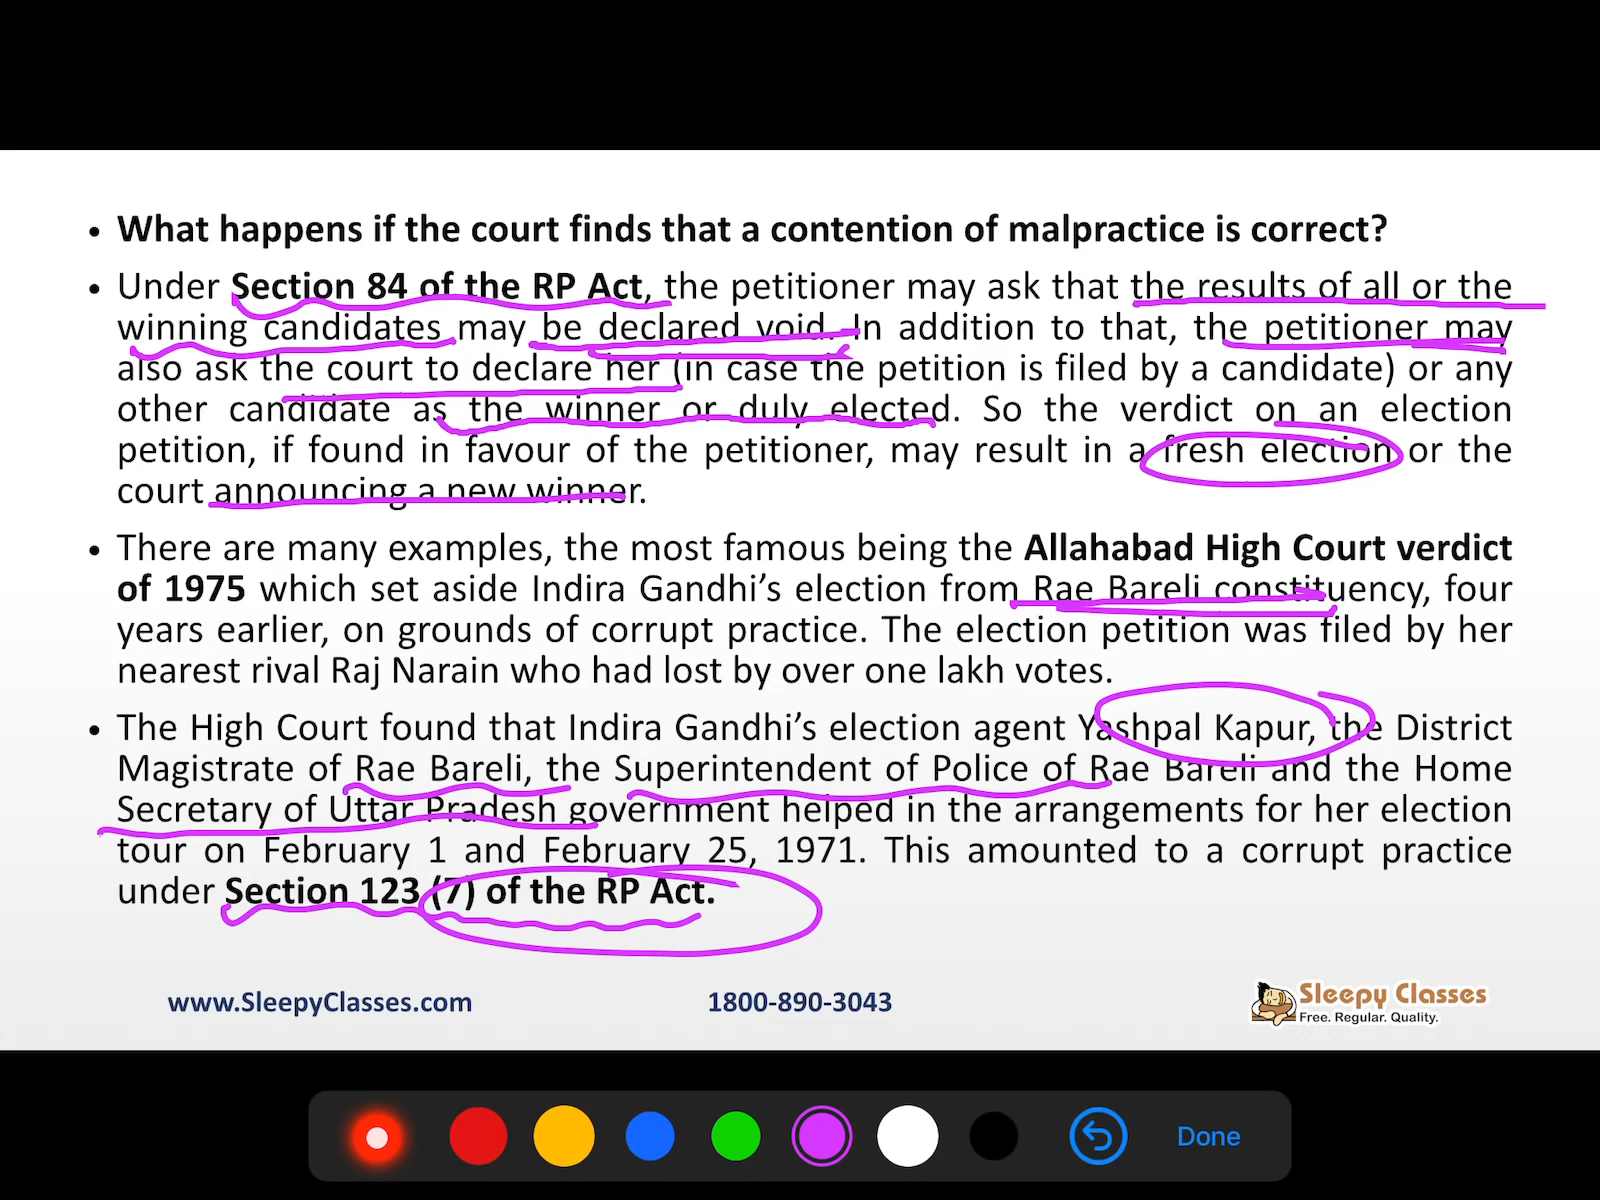 • What happens if the court finds that a contention of malpractice is correct?
• Under Section 84 of the RP Act, the petitioner may ask that the results of all or the
winning candidates may be declared void. In addition to that, the petitioner may
also ask the court to declare her (in case the petition is filed by a candidate) or any
other candidate as the winner or duly elected. So the verdict on an election
petition, if found in favour of the petitioner, may result in a fresh election or the
court announcing a new winner.
• There are many examples, the most famous being the Allahabad High Court verdict
of 1975 which set aside Indira Gandhi’s election from Rae Bareli constituency, four
years earlier, on grounds of corrupt practice. The election petition was filed by her
nearest rival Raj Narain who had lost by over one lakh votes.
• The High Court found that Indira Gandhi’s election agent Yashpal Kapur, the District
Magistrate of Rae Bareli, the Superintendent of Police of Rae Bareli and the Home
Secretary of Uttar Pradesh government helped in the arrangements for her election
tour on February 1 and February 25, 1971. This amounted to a corrupt practice
under Section 123 (7) of the RP Act.
www.SleepyClasses.com 1800-890-3043 Sleepy Classes
Free. Regular. Quality.
Done